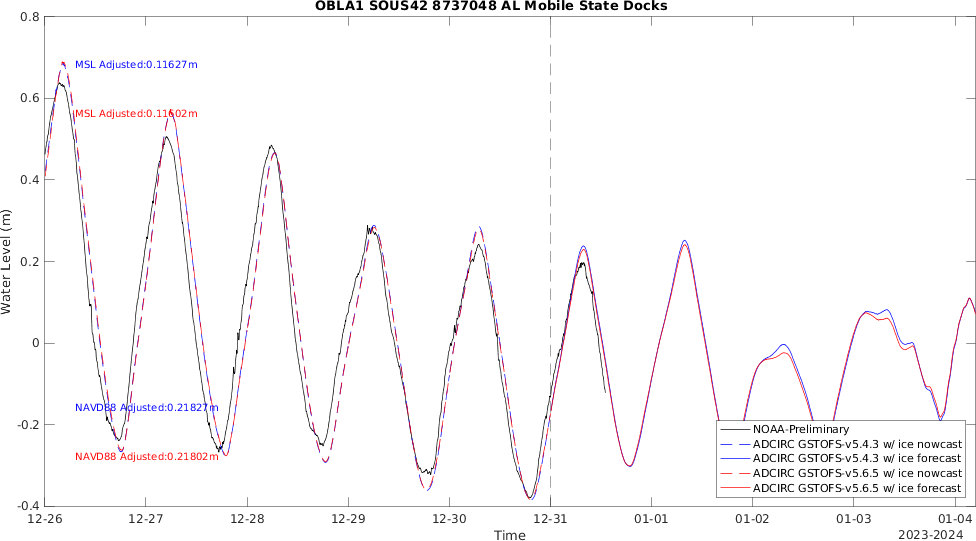 OBLA1 SOUS42 8737048 AL Mobile State Docks
0.8
MSL Adjusted:0.11627m
0.6
MSL Adjusted:0.11602m
0.4
Water Level (m)
0.2
0
NAVD88 Adjusted:0.21827m
-0.2
NOAA-Preliminary
ADCIRC GSTOFS-v5.4.3 w/ ice nowcast
NAVD88 Adjusted:0.21802m
ADCIRC GSTOFS-v5.4.3 w/ ice forecast
ADCIRC GSTOFS-v5.6.5 w/ ice nowcast
ADCIRC GSTOFS-v5.6.5 w/ ice forecast
-0.4
12-26 12-27 12-28 12-29 12-30 12-31 01-01 01-02 01-03 01-04
Time
2023-2024